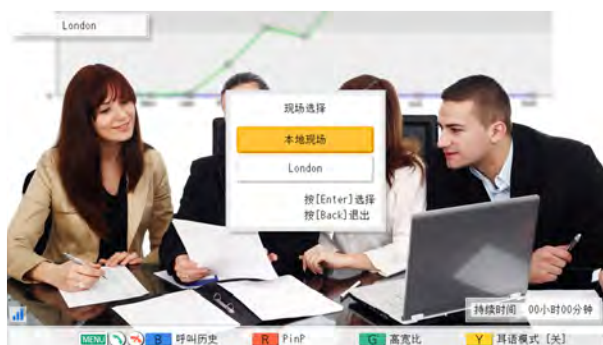 London
现场选择
本地现场
London
按[Enter]选择
按[Back]退出
持续时间 00小时00分钟
MENU B 呼叫历史 R PinP G 高宽比 Y 耳语模式 [关]